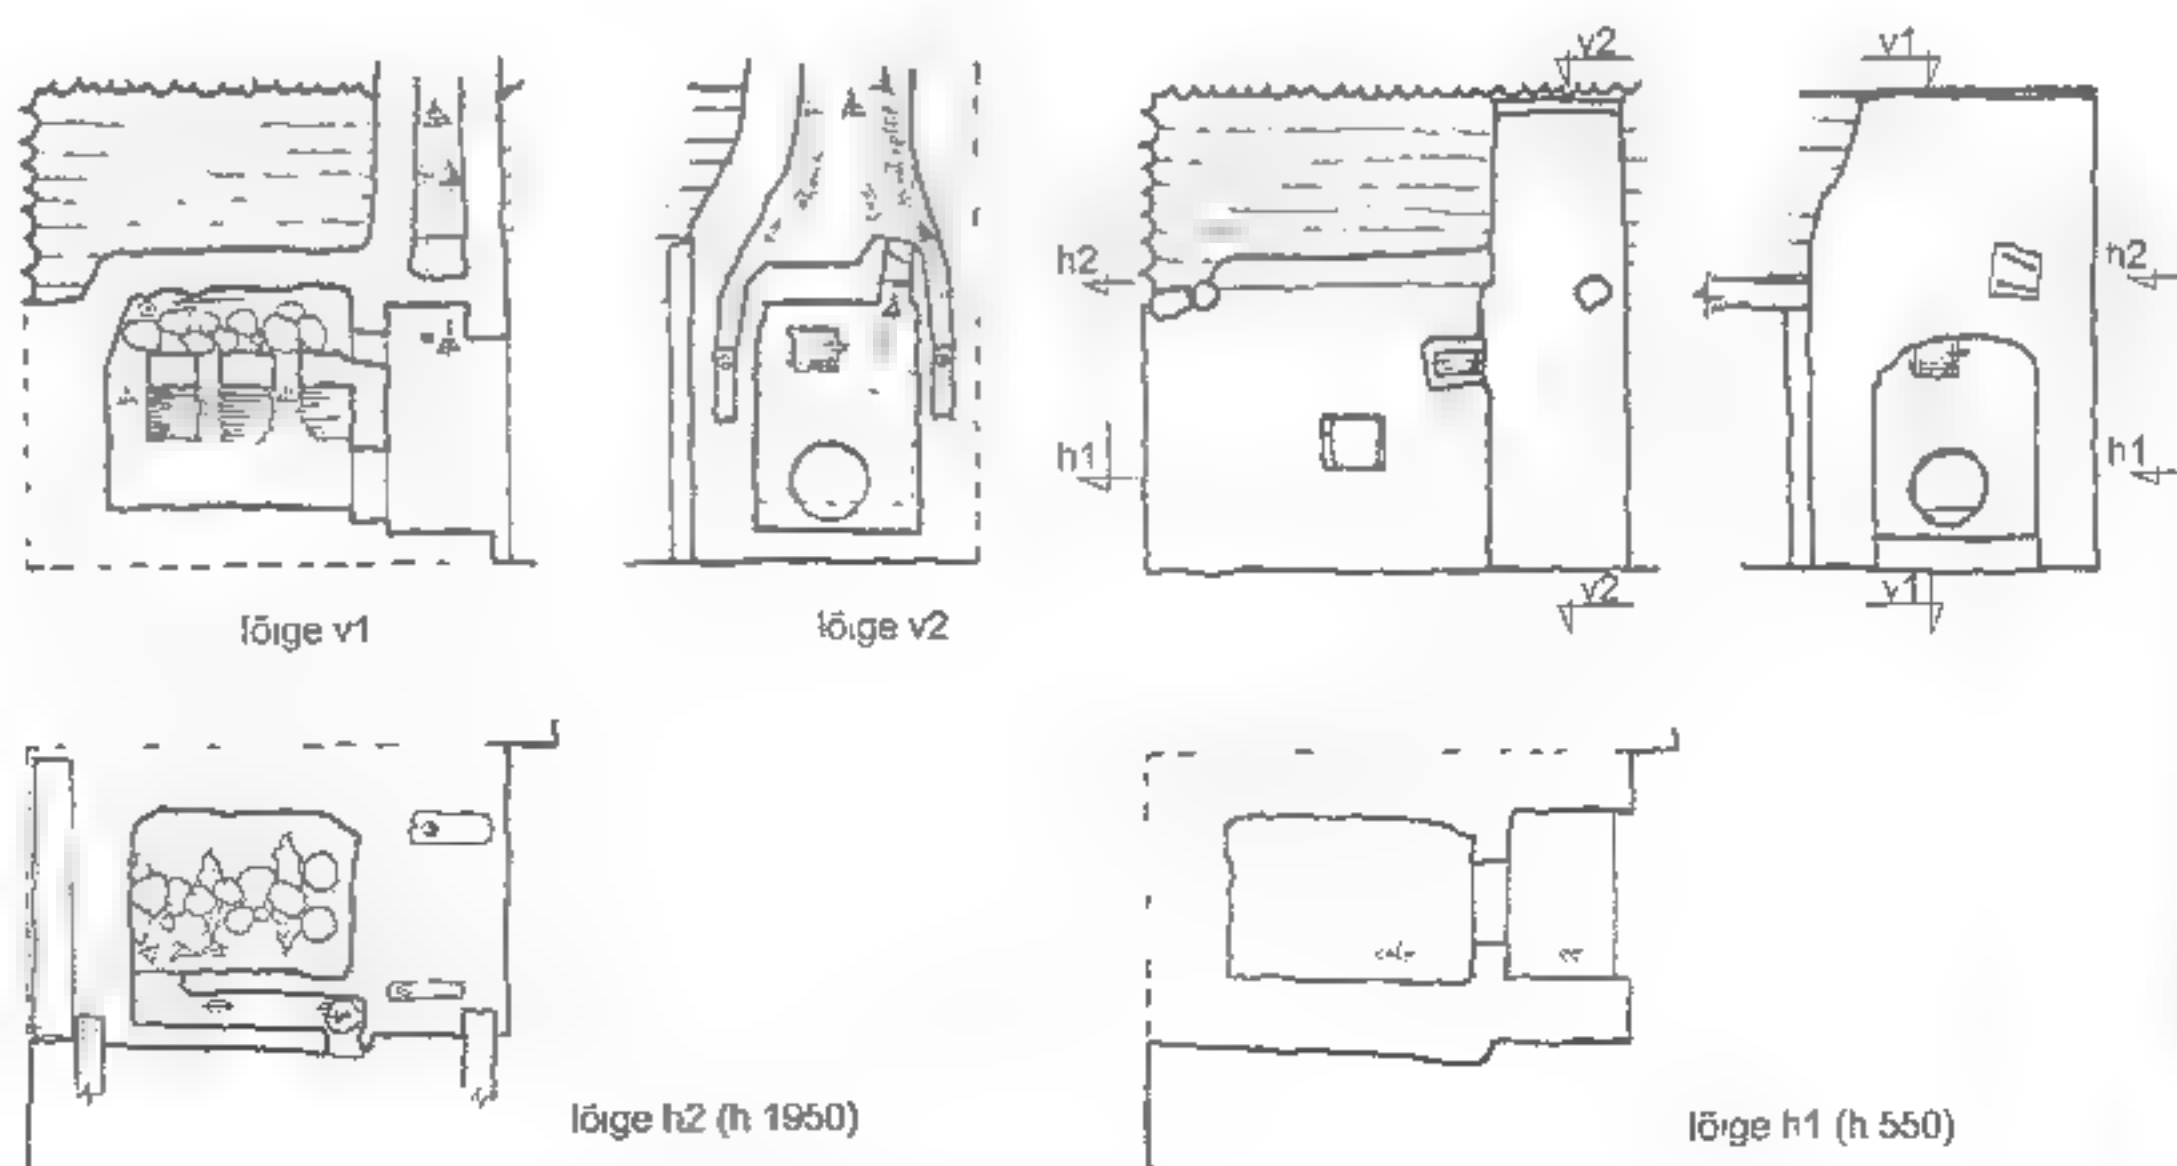 v2
v1
h2
h2
h1
h1
v2
v1
lõige v1
lõige v2
lõige h2 (h 1950)
lõige h1 (h 550)